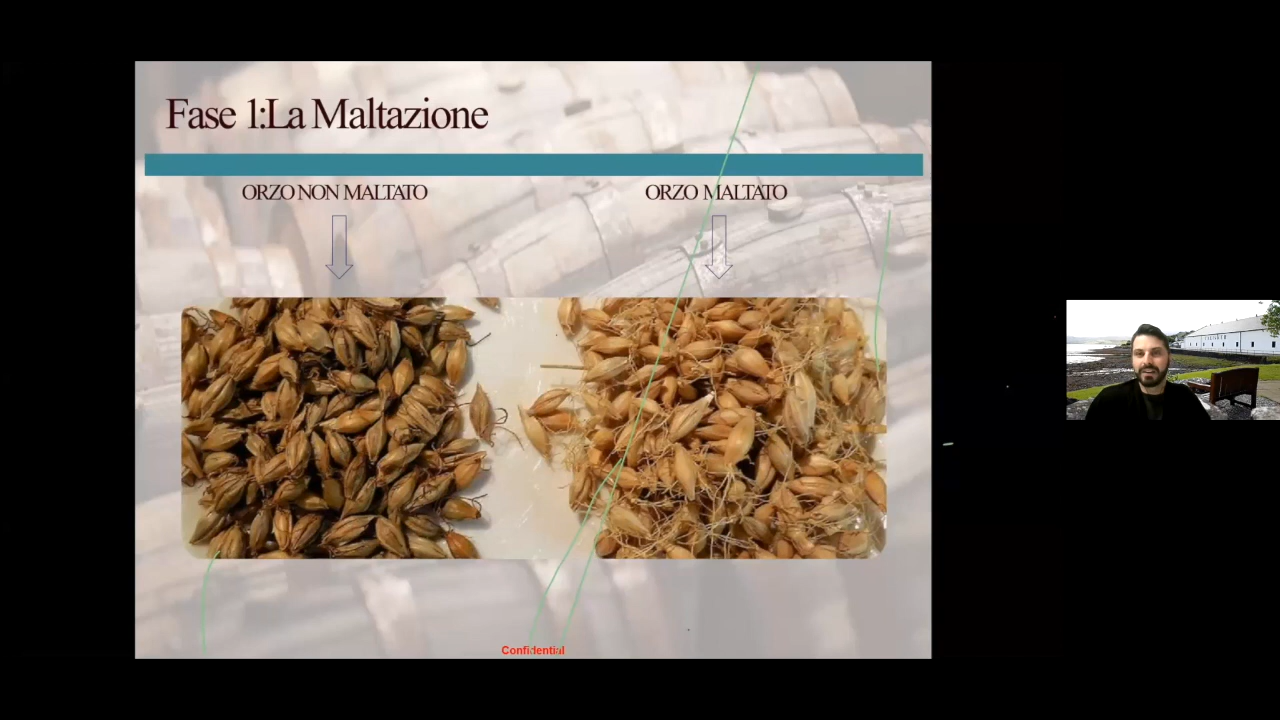 Fase 1:La Maltazione
ORZO NON MALTATO
ORZO MALTATO
Confidential